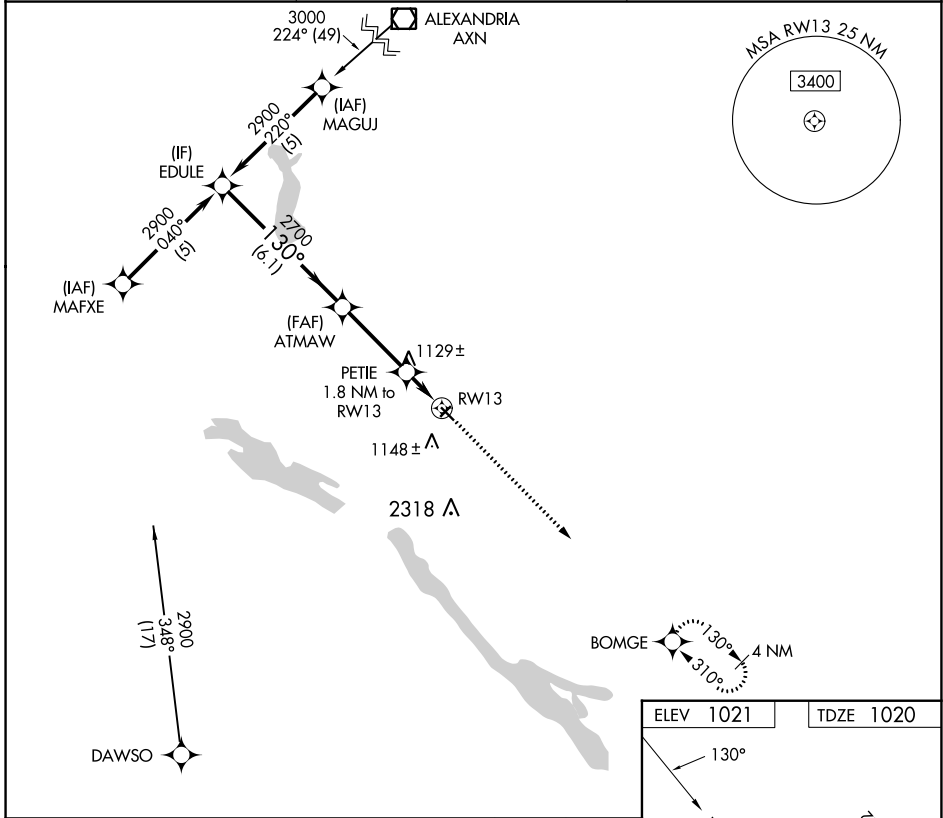 3000
224° (49)
ALEXANDRIA
AXN
MSA RW13 25 NM
3400
(IAF)
MAGUJ
2900
220°
(5)
(IF)
EDULE
2900
040°
(5)
2700
130°
(6.1)
(IAF)
MAFXE
(FAF)
ATMAW
1129±
PETIE
1.8 NM to
RW13
RW13
1148±
2318
2900
348°
(17)
BOMGE
130°
310°
4 NM
DAWSO
ELEV 1021
TDZE 1020
130°